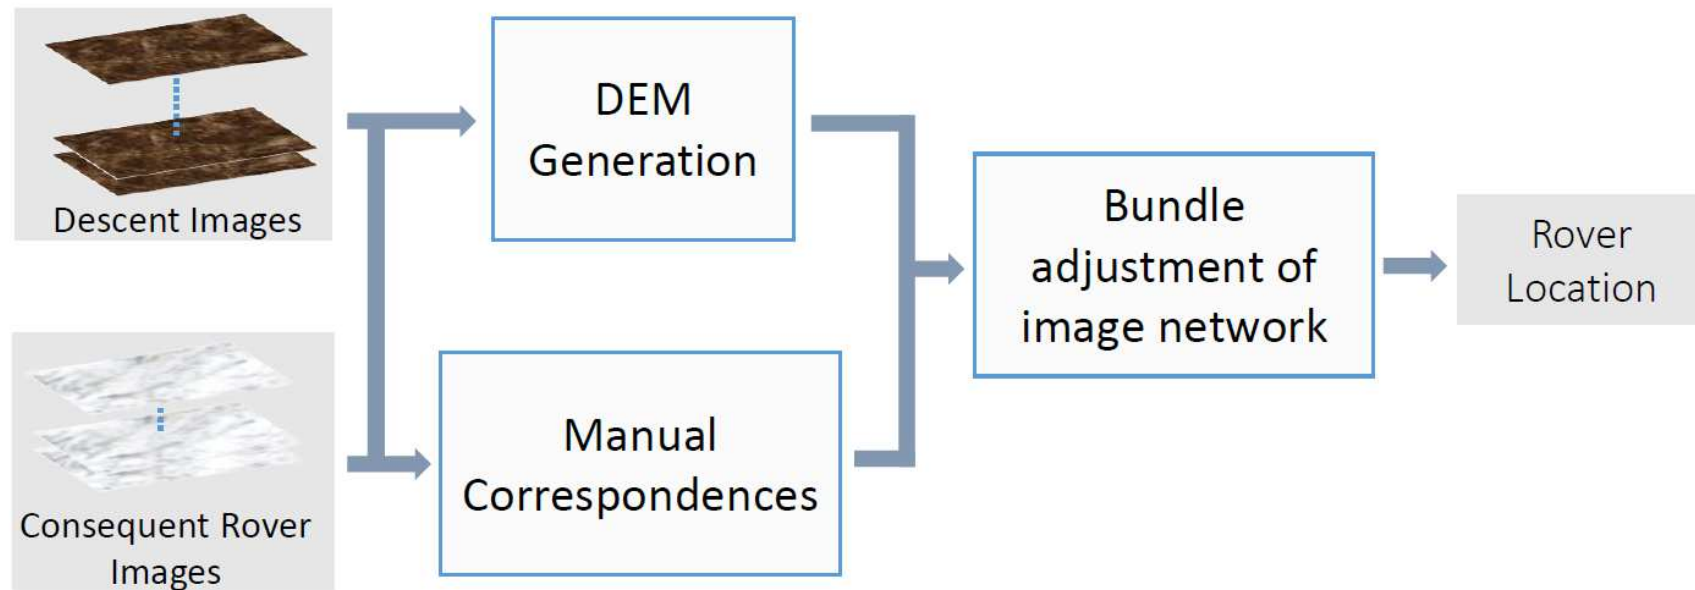 Descent Images
DEM
Generation
Bundle
adjustment of
image network
Rover
Location
Manual
Correspondences
Consequent Rover
Images